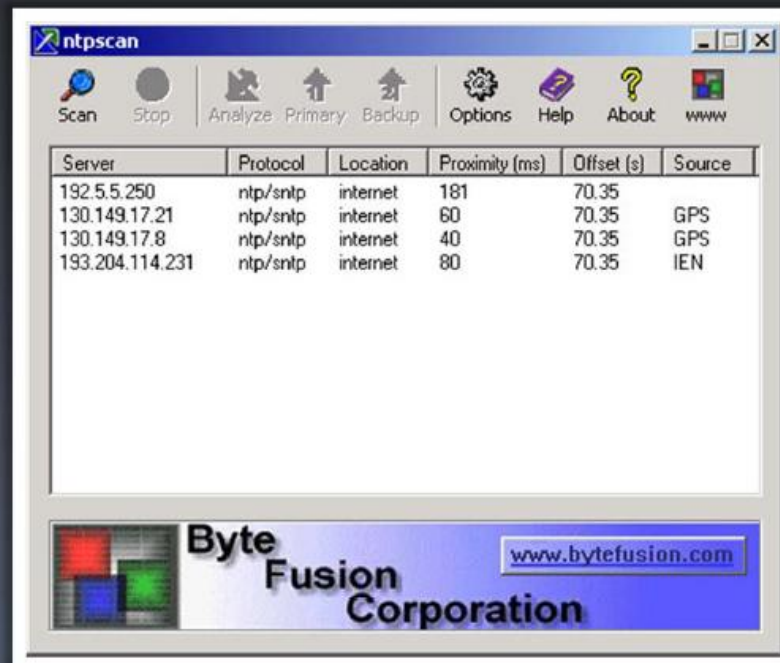 ntpscan
Scan Stop Analyze Primary Backup Options Help About www
Server Protocol Location Proximity (ms) Offset (s) Source
192.5.5.250 ntp/sntp internet 181 70.35
130.149.17.21 ntp/sntp internet 60 70.35 GPS
130.149.17.8 ntp/sntp internet 40 70.35 GPS
193.204.114.231 ntp/sntp internet 80 70.35 IEN
Byte
Fusion
Corporation
www.bytefusion.com